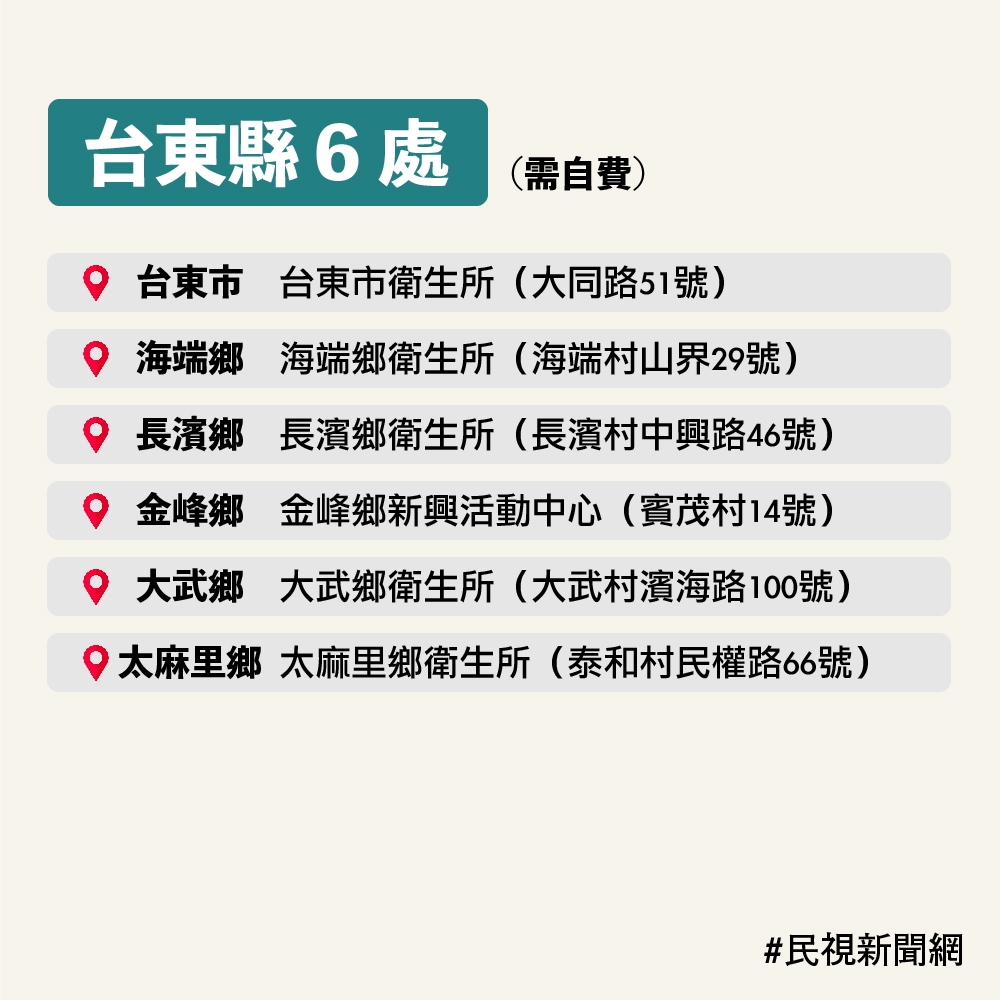 台東縣 6 處
（需自費）
台東市 台東市衛生所（大同路51號）
海端鄉 海端鄉衛生所（海端村山界29號）
長濱鄉 長濱鄉衛生所（長濱村中興路46號）
金峰鄉 金峰鄉新興活動中心（賓茂村14號）
大武鄉 大武鄉衛生所（大武村濱海路100號）
太麻里鄉 太麻里鄉衛生所（泰和村民權路66號）
#民視新聞網